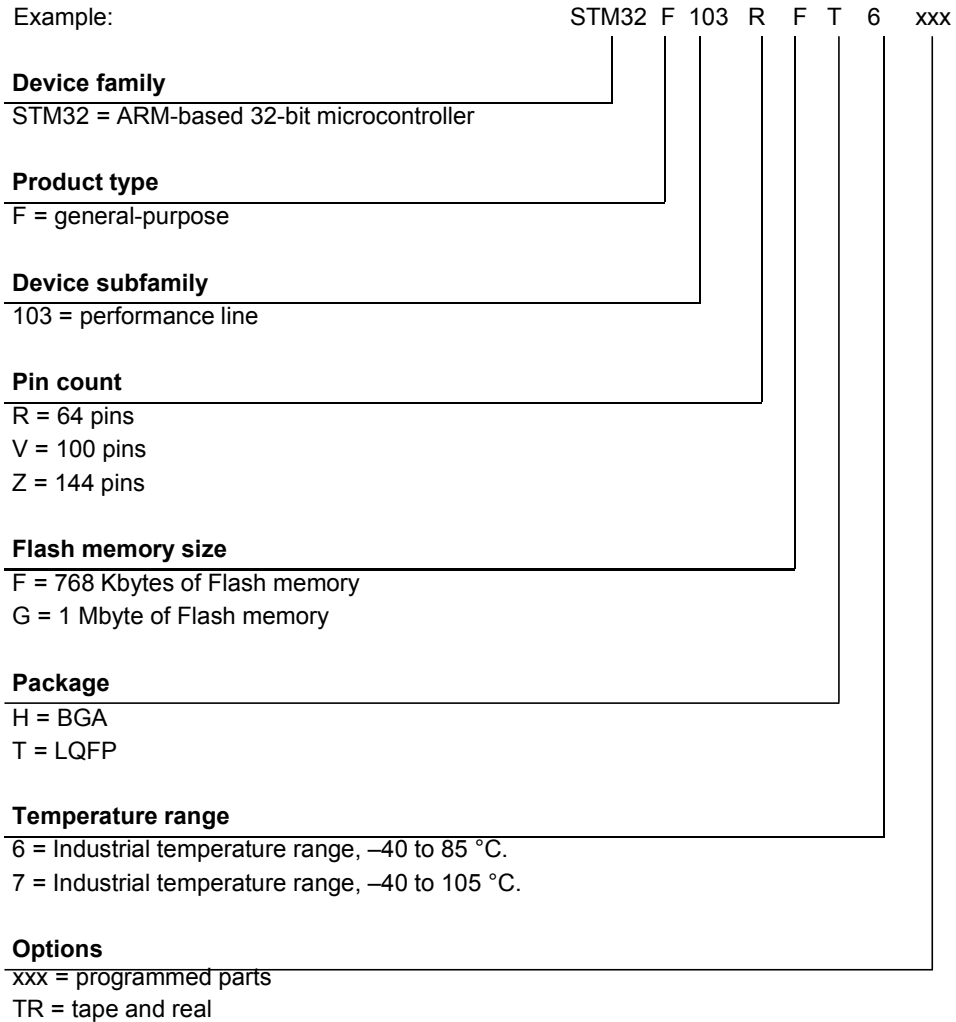 Example: STM32 F 103 R F T 6 xxx
Device family
STM32 = ARM-based 32-bit microcontroller
Product type
F = general-purpose
Device subfamily
103 = performance line
Pin count
R = 64 pins
V = 100 pins
Z = 144 pins
Flash memory size
F = 768 Kbytes of Flash memory
G = 1 Mbyte of Flash memory
Package
H = BGA
T = LQFP
Temperature range
6 = Industrial temperature range, –40 to 85 °C.
7 = Industrial temperature range, –40 to 105 °C.
Options
xxx = programmed parts
TR = tape and real